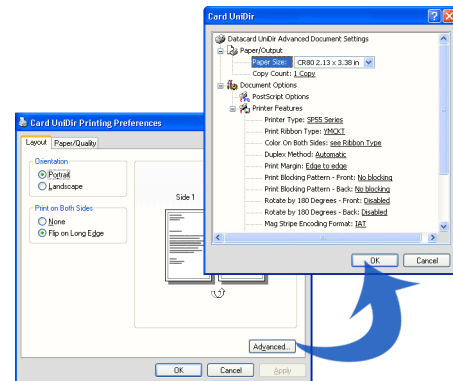 Card UniDir
Datacard UniDir Advanced Document Settings
Paper/Output
Paper Size: CR80 2.13 x 3.38 in
Copy Count: 1 Copy
Document Options
PostScript Options
Printer Features
Printer Type: SP55 Series
Print Ribbon Type: YMCKT
Color On Both Sides: see Ribbon Type
Duplex Method: Automatic
Print Margin: Edge to edge
Print Blocking Pattern - Front: No blocking
Print Blocking Pattern - Back: No blocking
Rotate by 180 Degrees - Front: Disabled
Rotate by 180 Degrees - Back: Disabled
Mag Stripe Encoding Format: IAT
OK Cancel
Card UniDir Printing Preferences
Layout Paper/Quality
Orientation
Portrait
Landscape
Print on Both Sides
None
Flip on Long Edge
Side 1
Advanced...
OK Cancel Apply